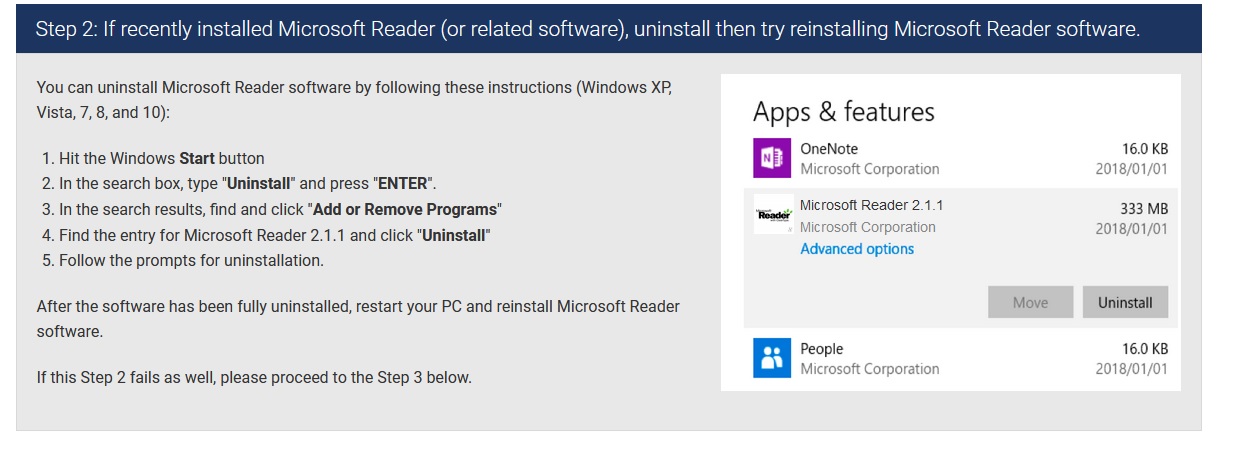 Step 2: If recently installed Microsoft Reader (or related software), uninstall then try reinstalling Microsoft Reader software.
You can uninstall Microsoft Reader software by following these instructions (Windows XP,
Vista, 7, 8, and 10):
1. Hit the Windows Start button
2. In the search box, type "Uninstall" and press "ENTER".
3. In the search results, find and click "Add or Remove Programs"
4. Find the entry for Microsoft Reader 2.1.1 and click "Uninstall"
5. Follow the prompts for uninstallation.
After the software has been fully uninstalled, restart your PC and reinstall Microsoft Reader
software.
If this Step 2 fails as well, please proceed to the Step 3 below.
Apps & features
OneNote 16.0 KB
Microsoft Corporation 2018/01/01
Microsoft Reader 2.1.1 333 MB
Microsoft Corporation 2018/01/01
Reader
Advanced options
Move Uninstall
People 16.0 KB
Microsoft Corporation 2018/01/01